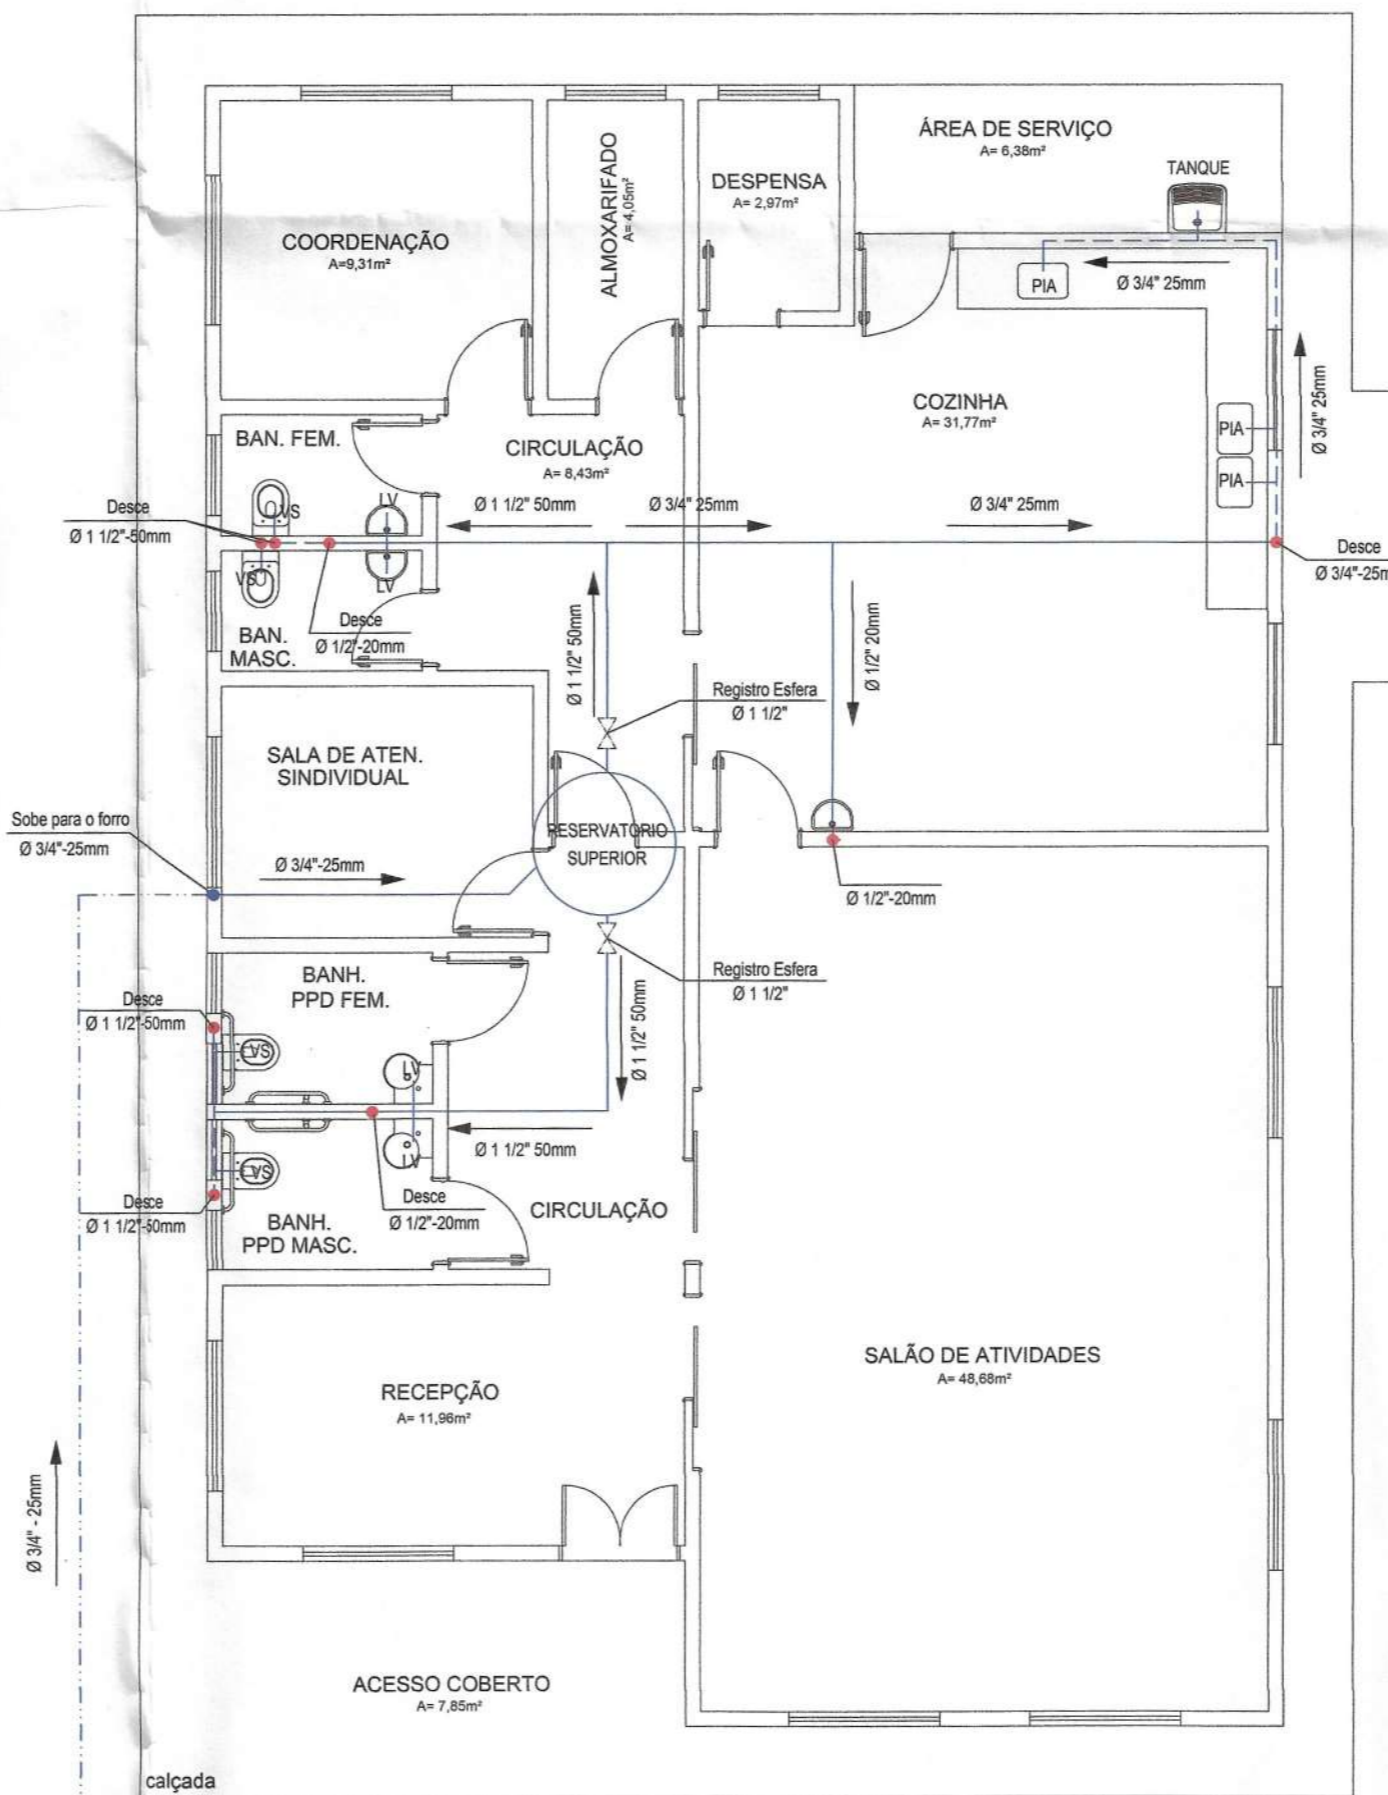 ÁREA DE SERVIÇO
A= 6,38m²
TANQUE
DESPENSA
A= 2,97m²
ALMOXARIFADO
A=4,05m²
COORDENAÇÃO
A=9,31m²
PIA
Ø 3/4" 25mm
Ø 3/4" 25mm
COZINHA
A= 31,77m²
PIA
PIA
BAN. FEM.
CIRCULAÇÃO
A= 8,43m²
LV
VS
Desce
Ø 1 1/2"-50mm
Ø 1 1/2" 50mm
Ø 3/4" 25mm
Ø 3/4" 25mm
Desce
Ø 3/4"-25m
VS
LV
Desce
Ø 1/2"-20mm
BAN.
MASC.
Ø 1 1/2" 50mm
Ø 1/2" 20mm
Registro Esfera
Ø 1 1/2"
SALA DE ATEN.
SINDIVIDUAL
Sobe para o forro
Ø 3/4"-25mm
RESERVATÓRIO
SUPERIOR
Ø 3/4"-25mm
Ø 1/2"-20mm
BANH.
PPD FEM.
Registro Esfera
Ø 1 1/2"
Desce
Ø 1 1/2"-50mm
Ø 1 1/2" 50mm
VS
LV
Ø 1 1/2" 50mm
LV
VS
Desce
Ø 1 1/2"-50mm
Desce
Ø 1/2"-20mm
BANH.
PPD MASC.
CIRCULAÇÃO
SALÃO DE ATIVIDADES
A= 48,68m²
RECEPÇÃO
A= 11,96m²
Ø 3/4" - 25mm
ACESSO COBERTO
A= 7,85m²
calçada